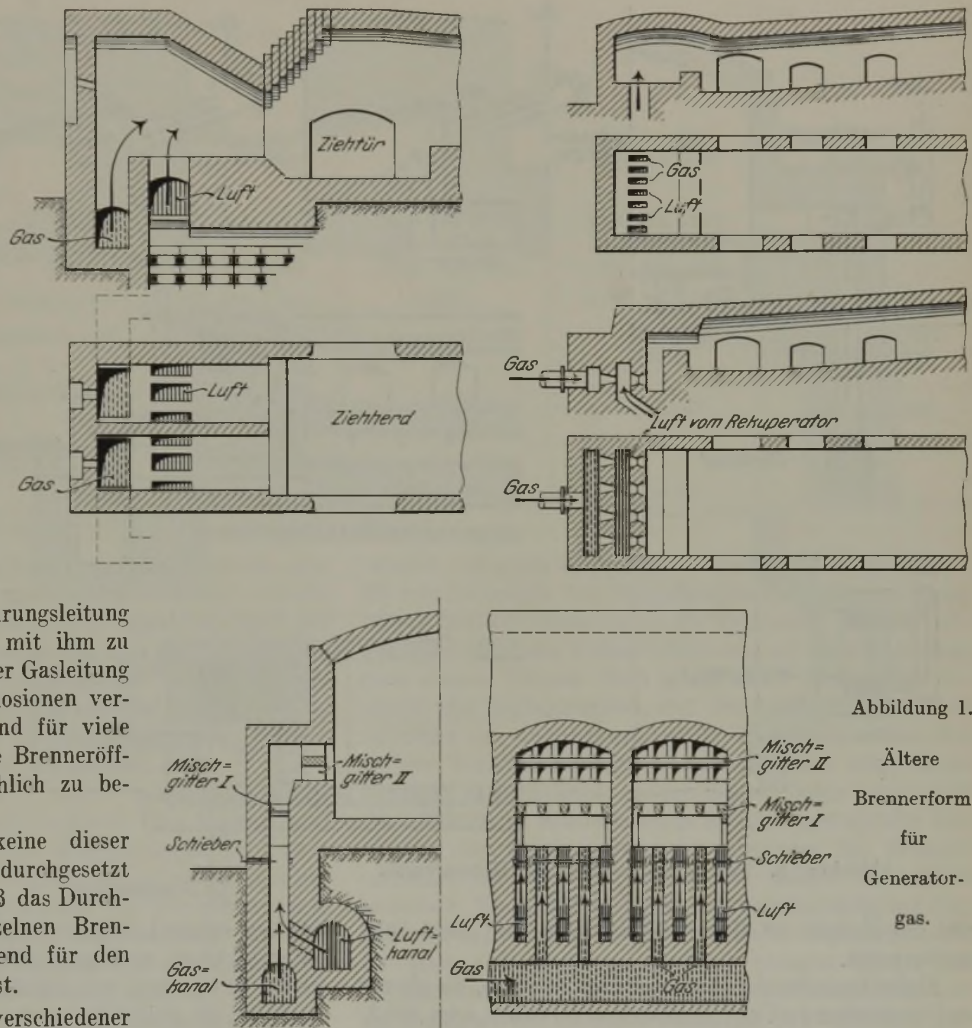 Ziehtür
Luft
Gas
Gas
Luft
Luft
Ziehherd
Gas
Gas
Luft vom Rekuperator
Gas
rungsleitung
mit ihm zu
er Gasleitung
losionen ver-
nd für viele
e Brenneröff-
hlich zu be-
keine dieser
durchgesetzt
das Durch-
zelnen Bren-
end für den
st.
verschiedener
Misch=
gitter I
Misch=
gitter II
Schieber
Luft=
kanal
Gas=
kanal
Misch=
gitter II
Misch=
gitter I
Schieber
Luft
Luft
Gas
Gas
Abbildung 1.
Ältere
Brennerform
für
Generator-
gas.